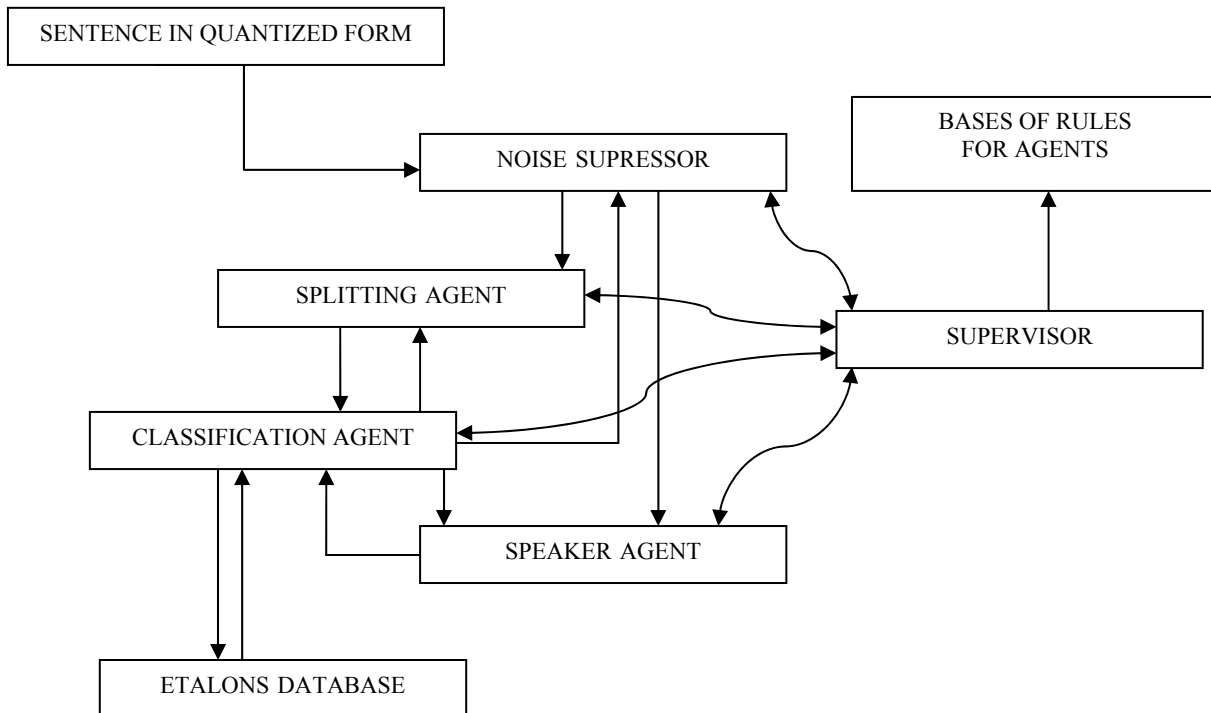 SENTENCE IN QUANTIZED FORM
BASES OF RULES
FOR AGENTS
NOISE SUPRESSOR
SPLITTING AGENT
SUPERVISOR
CLASSIFICATION AGENT
SPEAKER AGENT
ETALONS DATABASE